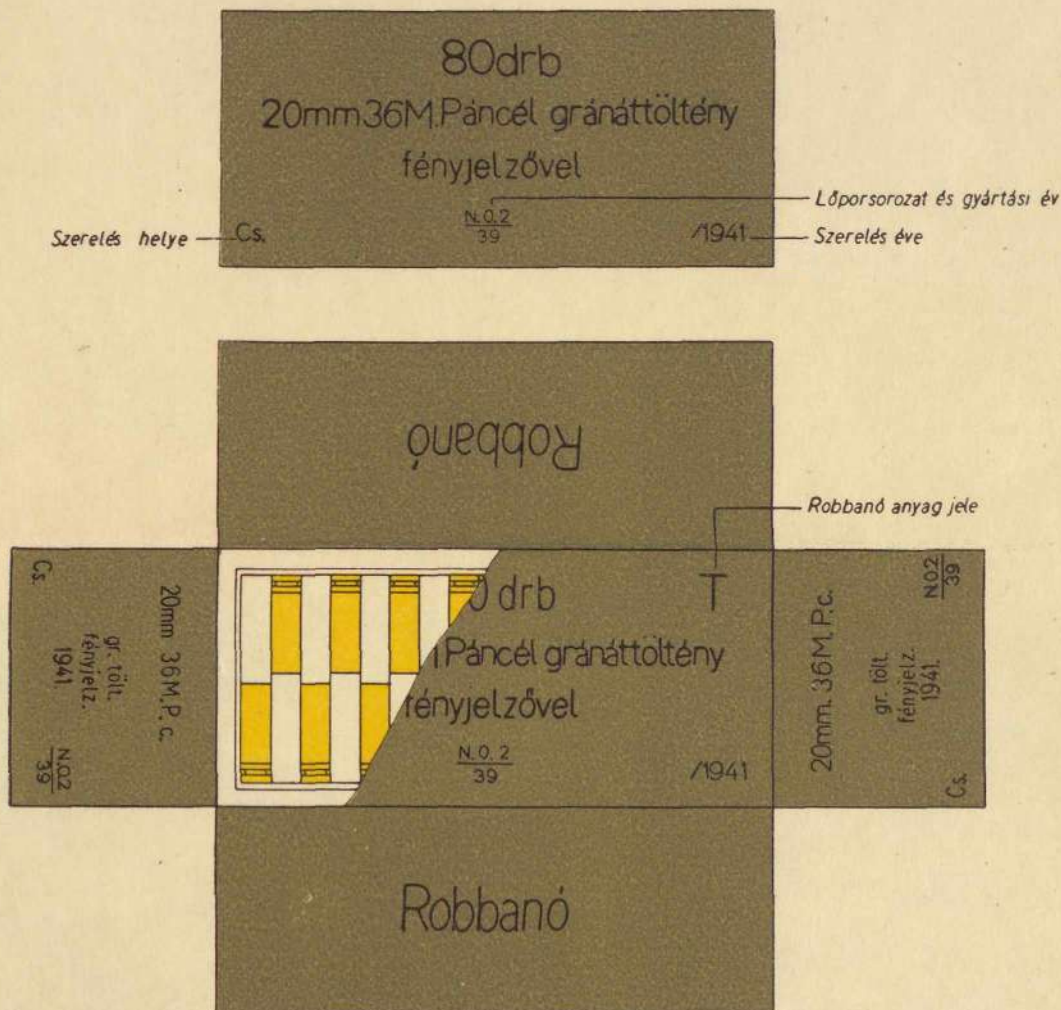 80drb
20mm36M.Páncél gránáttöltény
fényjelzővel
N.O.2
39
Cs.
/1941
Lőporsorozat és gyártási év
Szerelés helye
Szerelés éve
Robbanó
Robbanó anyag jele
Cs.
20mm 36M.P.c.
gr. tölt.
fényjelz.
1941.
N.O.2
39
0 drb
T
Páncél gránáttöltény
fényjelzővel
N.O.2
39
/1941
20mm. 36M.P.c.
gr. tölt.
fényjelz.
1941.
N.O.2
39
Cs.
Robbanó